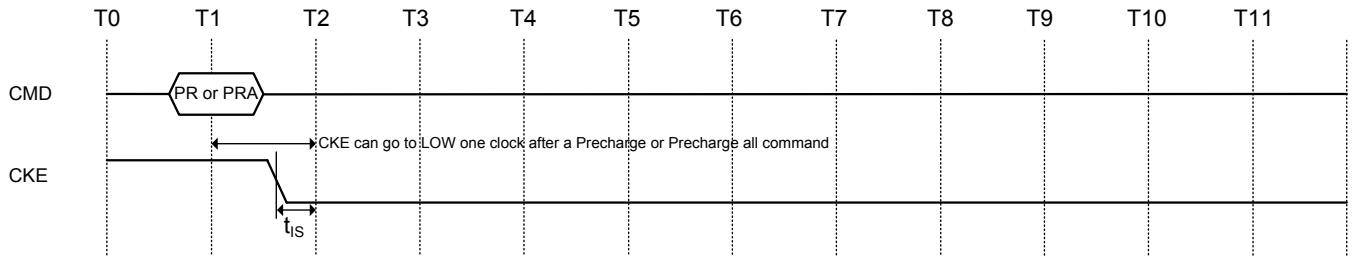 T0 T1 T2 T3 T4 T5 T6 T7 T8 T9 T10 T11
CMD PR or PRA
CKE can go to LOW one clock after a Precharge or Precharge all command
CKE
tIS